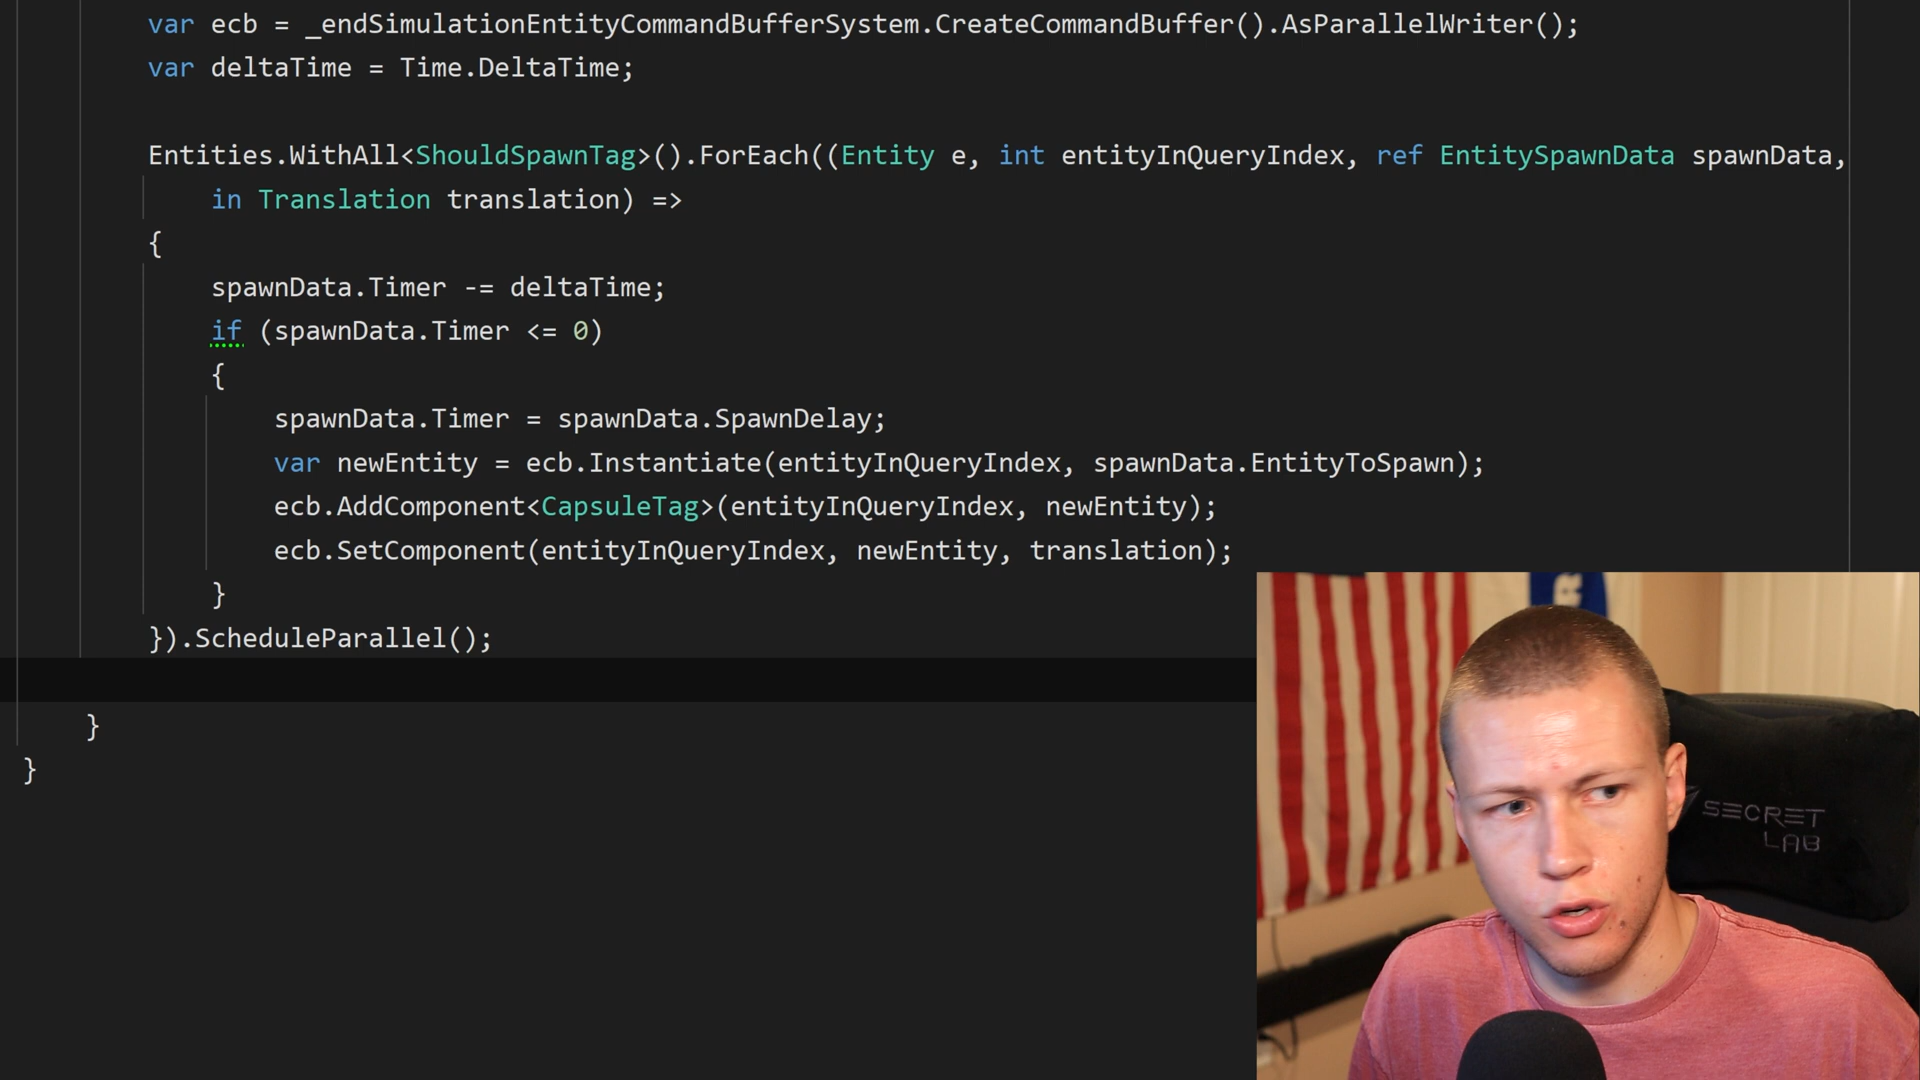 var ecb = _endSimulationEntityCommandBufferSystem.CreateCommandBuffer().AsParallelWriter();
var deltaTime = Time.DeltaTime;
Entities.WithAll<ShouldSpawnTag>().ForEach((Entity e, int entityInQueryIndex, ref EntitySpawnData spawnData,
in Translation translation) =>
{
spawnData.Timer -= deltaTime;
if (spawnData.Timer <= 0)
{
spawnData.Timer = spawnData.SpawnDelay;
var newEntity = ecb.Instantiate(entityInQueryIndex, spawnData.EntityToSpawn);
ecb.AddComponent<CapsuleTag>(entityInQueryIndex, newEntity);
ecb.SetComponent(entityInQueryIndex, newEntity, translation);
}
}).ScheduleParallel();
}
}
SECRET
LAB